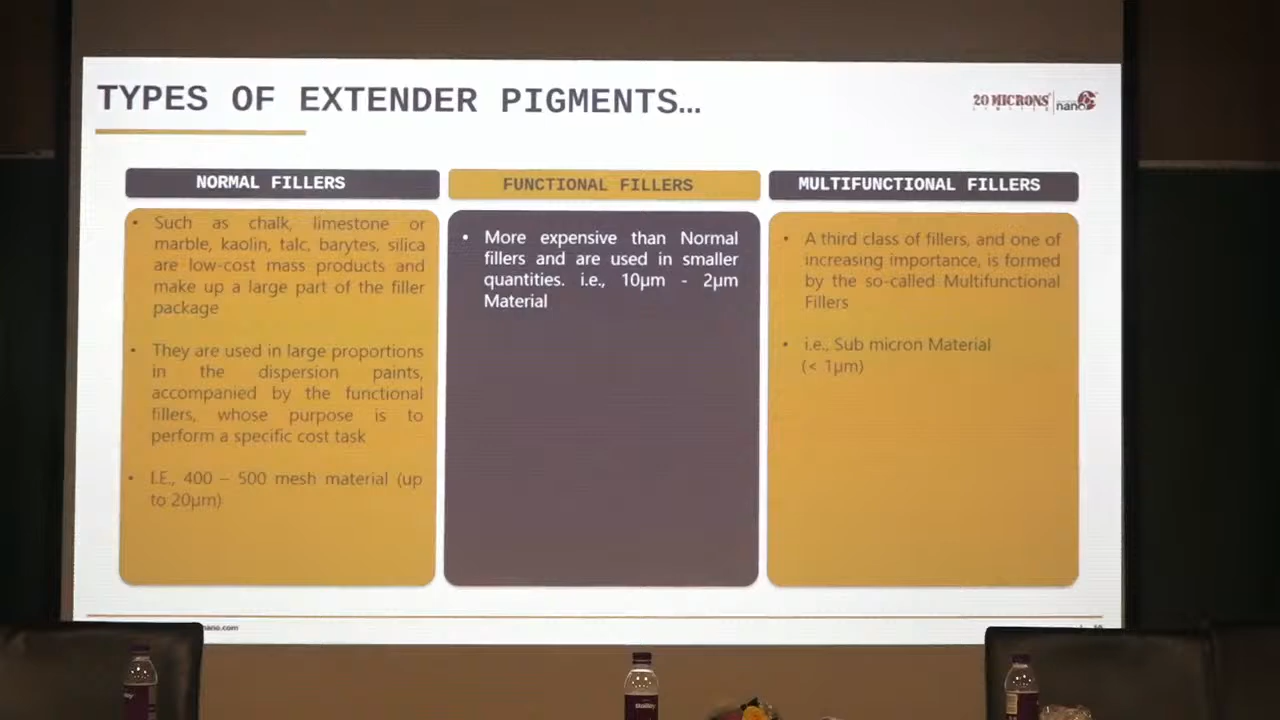 TYPES OF EXTENDER PIGMENTS…
20 MICRONS
LIMITED
nano
NORMAL FILLERS
• Such as chalk, limestone or
marble, kaolin, talc, barytes, silica
are low-cost mass products and
make up a large part of the filler
package
• They are used in large proportions
in the dispersion paints,
accompanied by the functional
fillers, whose purpose is to
perform a specific cost task
• I.E., 400 – 500 mesh material (up
to 20µm)
FUNCTIONAL FILLERS
• More expensive than Normal
fillers and are used in smaller
quantities. i.e., 10µm - 2µm
Material
MULTIFUNCTIONAL FILLERS
• A third class of fillers, and one of
increasing importance, is formed
by the so-called Multifunctional
Fillers
• i.e., Sub micron Material
(< 1µm)
nano.com